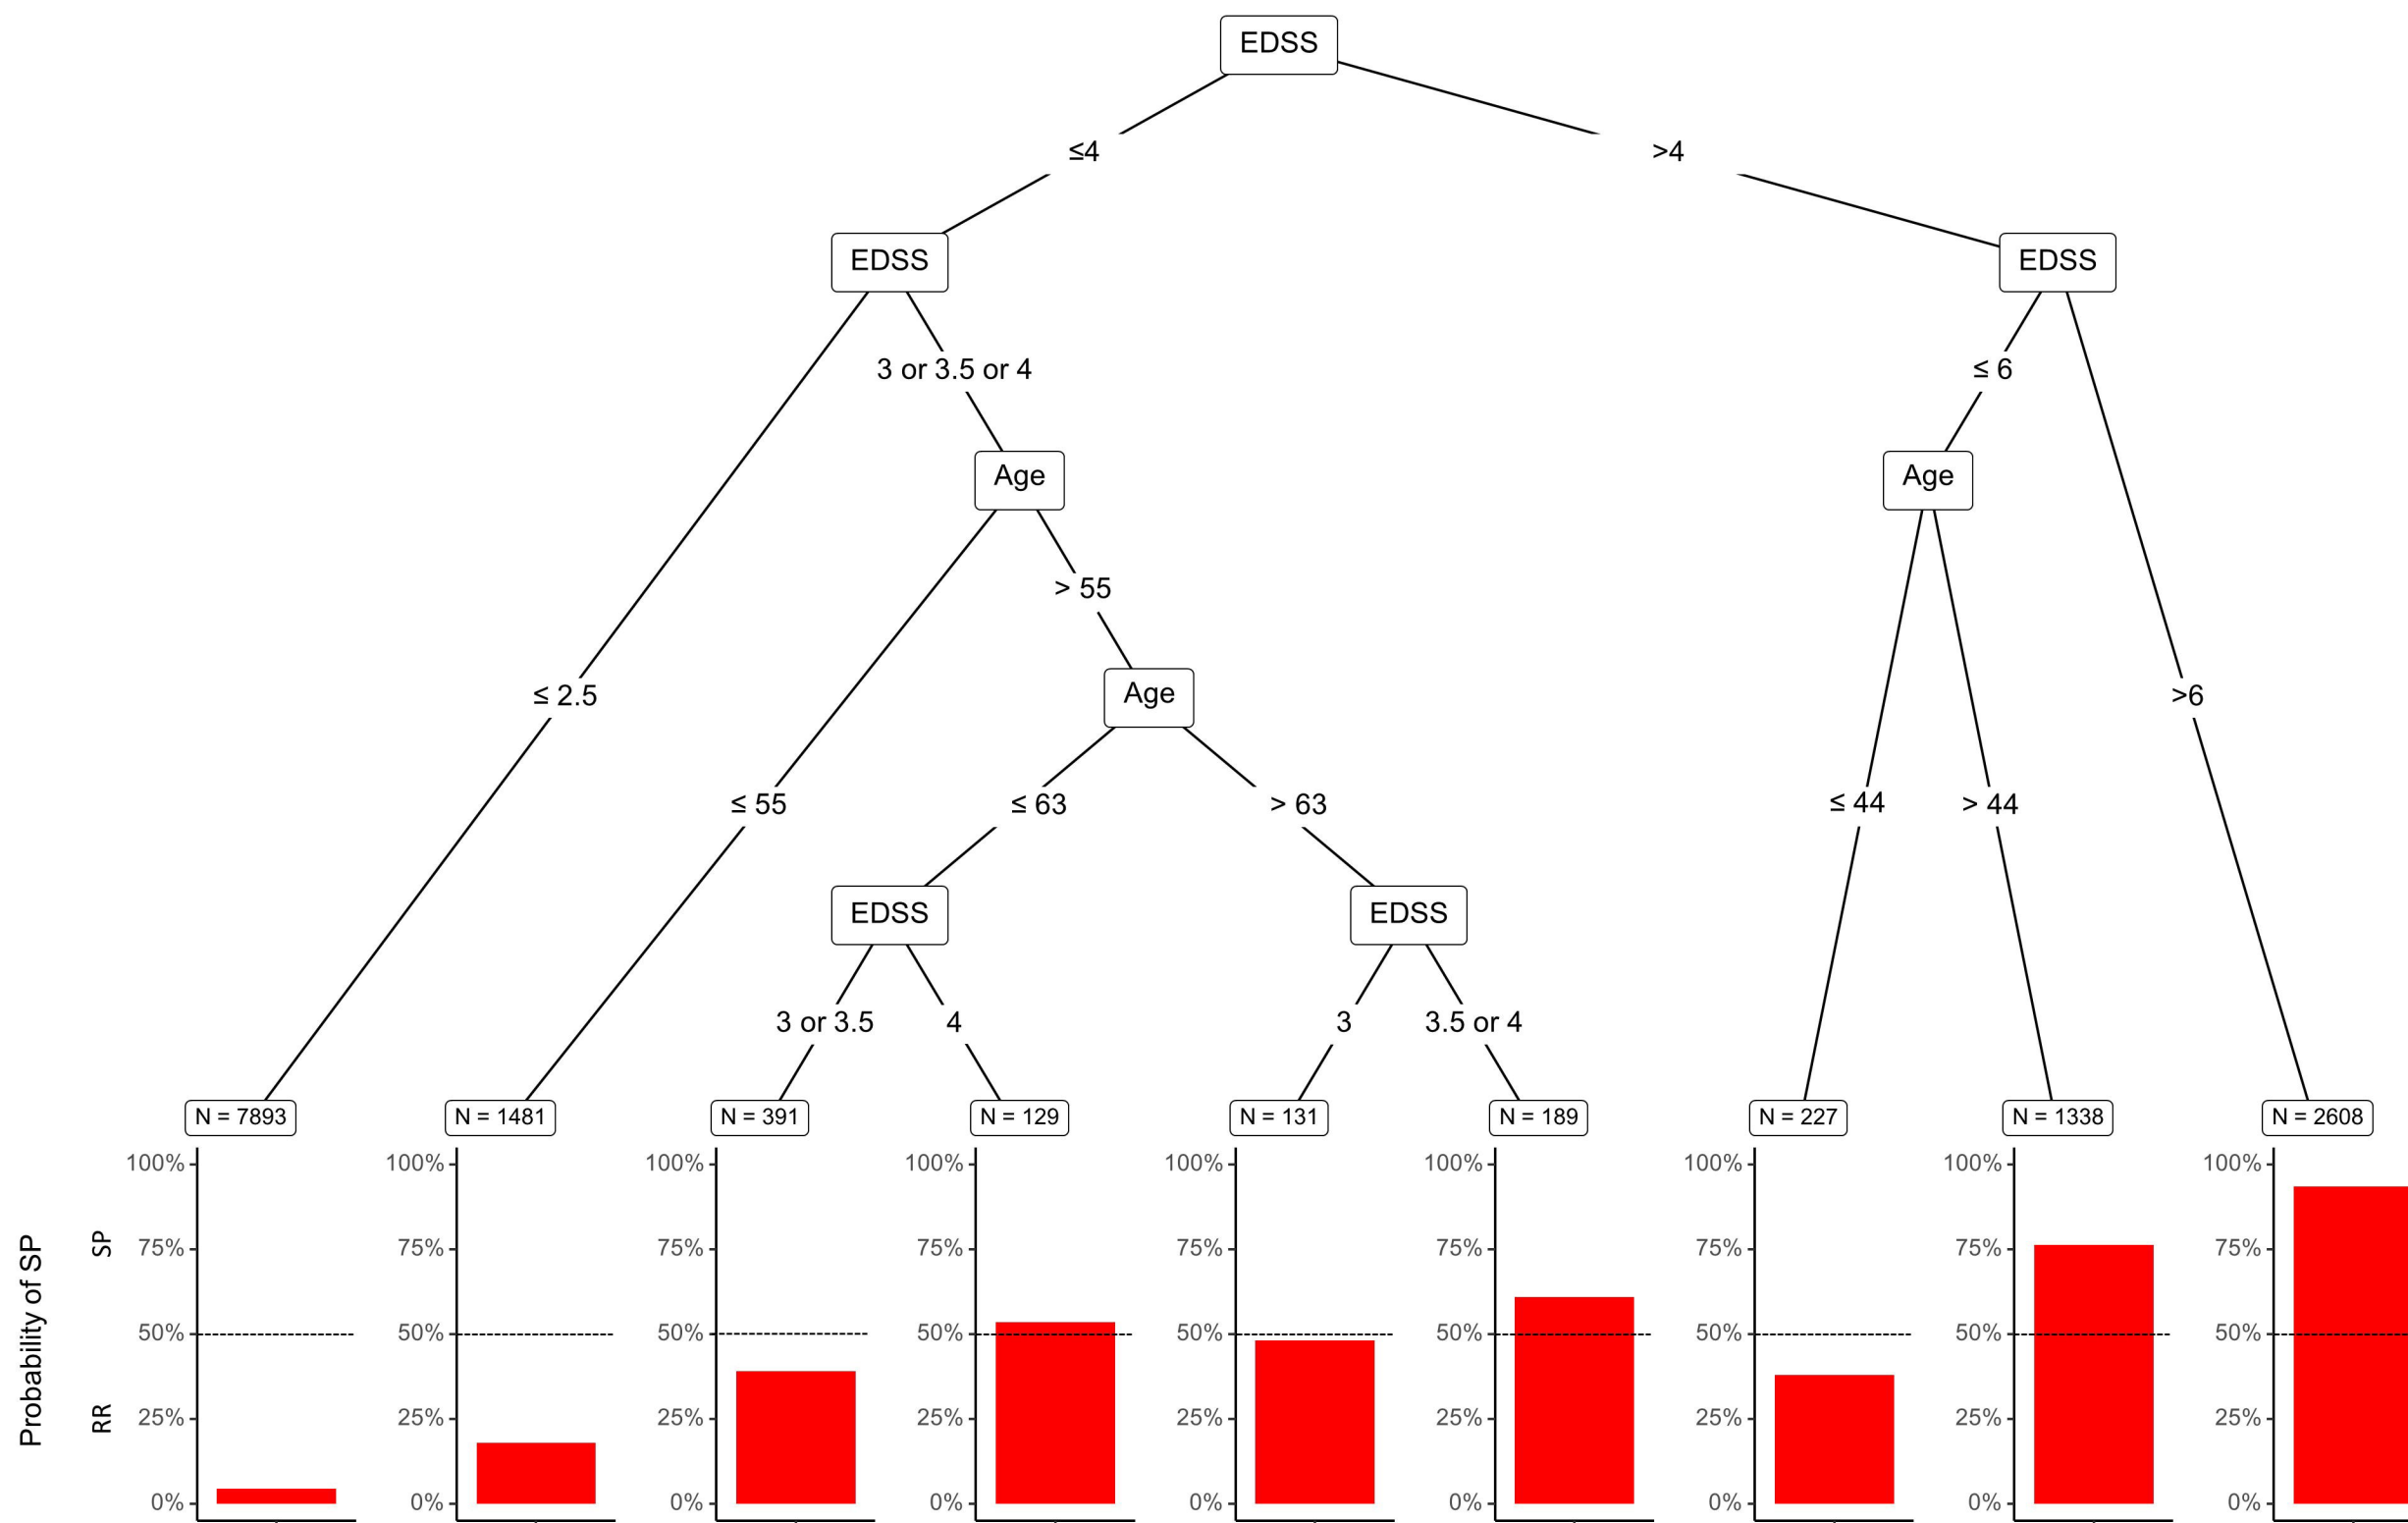 EDSS
≤4
>4
EDSS
EDSS
3 or 3.5 or 4
≤ 6
Age
Age
> 55
≤ 2.5
Age
>6
≤ 55
≤ 63
> 63
≤ 44
> 44
EDSS
EDSS
3 or 3.5
4
3
3.5 or 4
N = 7893
N = 1481
N = 391
N = 129
N = 131
N = 189
N = 227
N = 1338
N = 2608
Probability of SP
SP
RR
100%
75%
50%
25%
0%
100%
75%
50%
25%
0%
100%
75%
50%
25%
0%
100%
75%
50%
25%
0%
100%
75%
50%
25%
0%
100%
75%
50%
25%
0%
100%
75%
50%
25%
0%
100%
75%
50%
25%
0%
100%
75%
50%
25%
0%